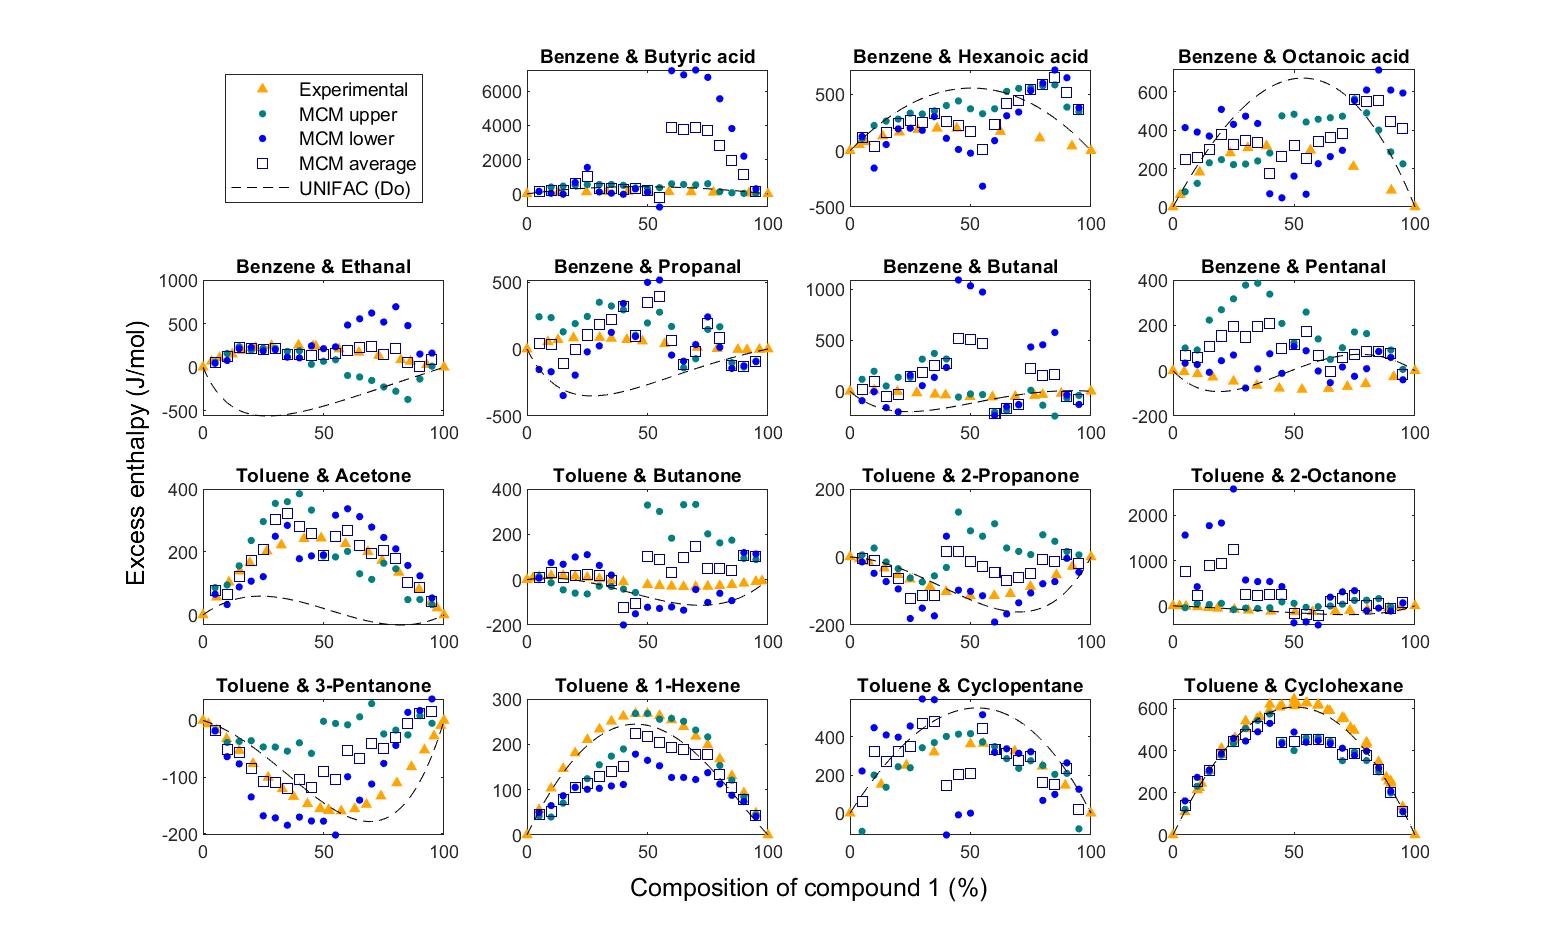 Experimental
MCM upper
MCM lower
MCM average
UNIFAC (Do)
Benzene & Butyric acid
6000
4000
2000
0
0 50 100
Benzene & Hexanoic acid
500
0
-500
0 50 100
Benzene & Octanoic acid
600
400
200
0
0 50 100
Benzene & Ethanal
1000
500
0
-500
0 50 100
Benzene & Propanal
500
0
-500
0 50 100
Benzene & Butanal
1000
500
0
0 50 100
Benzene & Pentanal
400
200
0
-200
0 50 100
Toluene & Acetone
400
200
0
0 50 100
Toluene & Butanone
400
200
0
-200
0 50 100
Toluene & 2-Propanone
200
0
-200
0 50 100
Toluene & 2-Octanone
2000
1000
0
0 50 100
Toluene & 3-Pentanone
0
-100
-200
0 50 100
Toluene & 1-Hexene
300
200
100
0
0 50 100
Toluene & Cyclopentane
400
200
0
0 50 100
Toluene & Cyclohexane
600
400
200
0
0 50 100
Excess enthalpy (J/mol)
Composition of compound 1 (%)